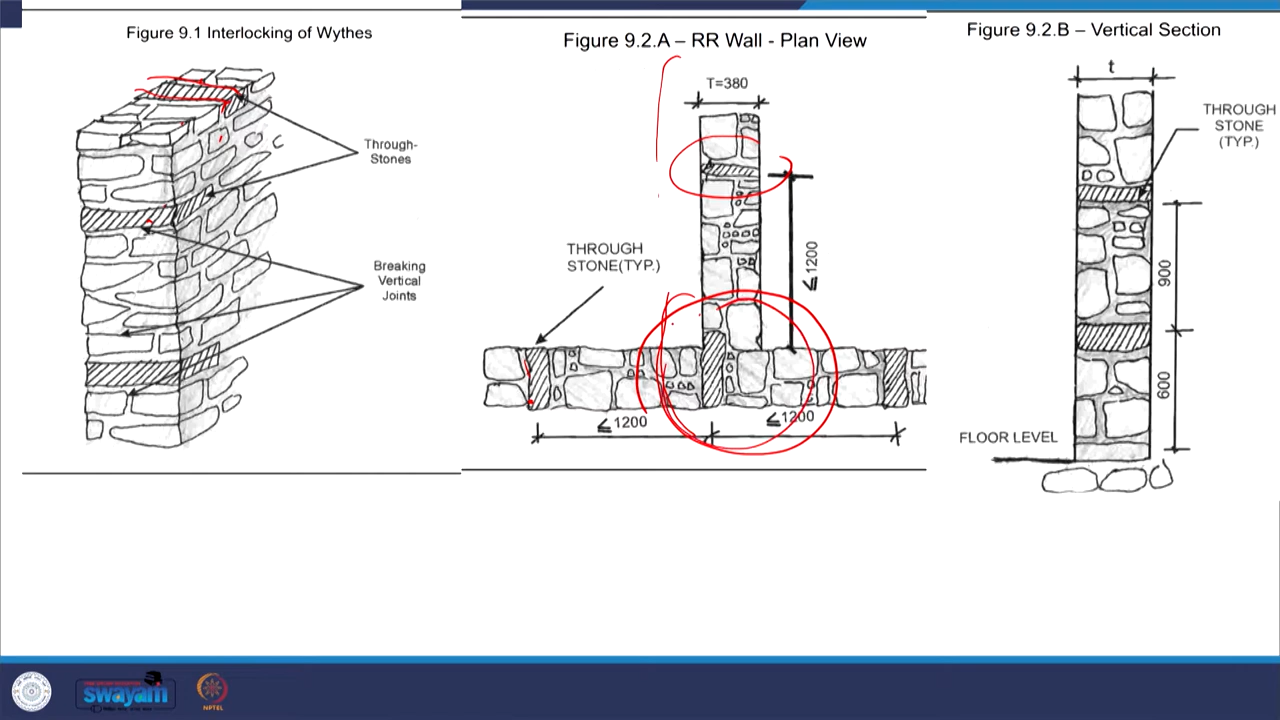 Figure 9.1 Interlocking of Wythes
Through-
Stones
Breaking
Vertical
Joints
Figure 9.2.A – RR Wall - Plan View
T=380
≤1200
THROUGH
STONE(TYP.)
≤1200
≤1200
Figure 9.2.B – Vertical Section
t
THROUGH
STONE
(TYP.)
900
600
FLOOR LEVEL
swayam
NPTEL